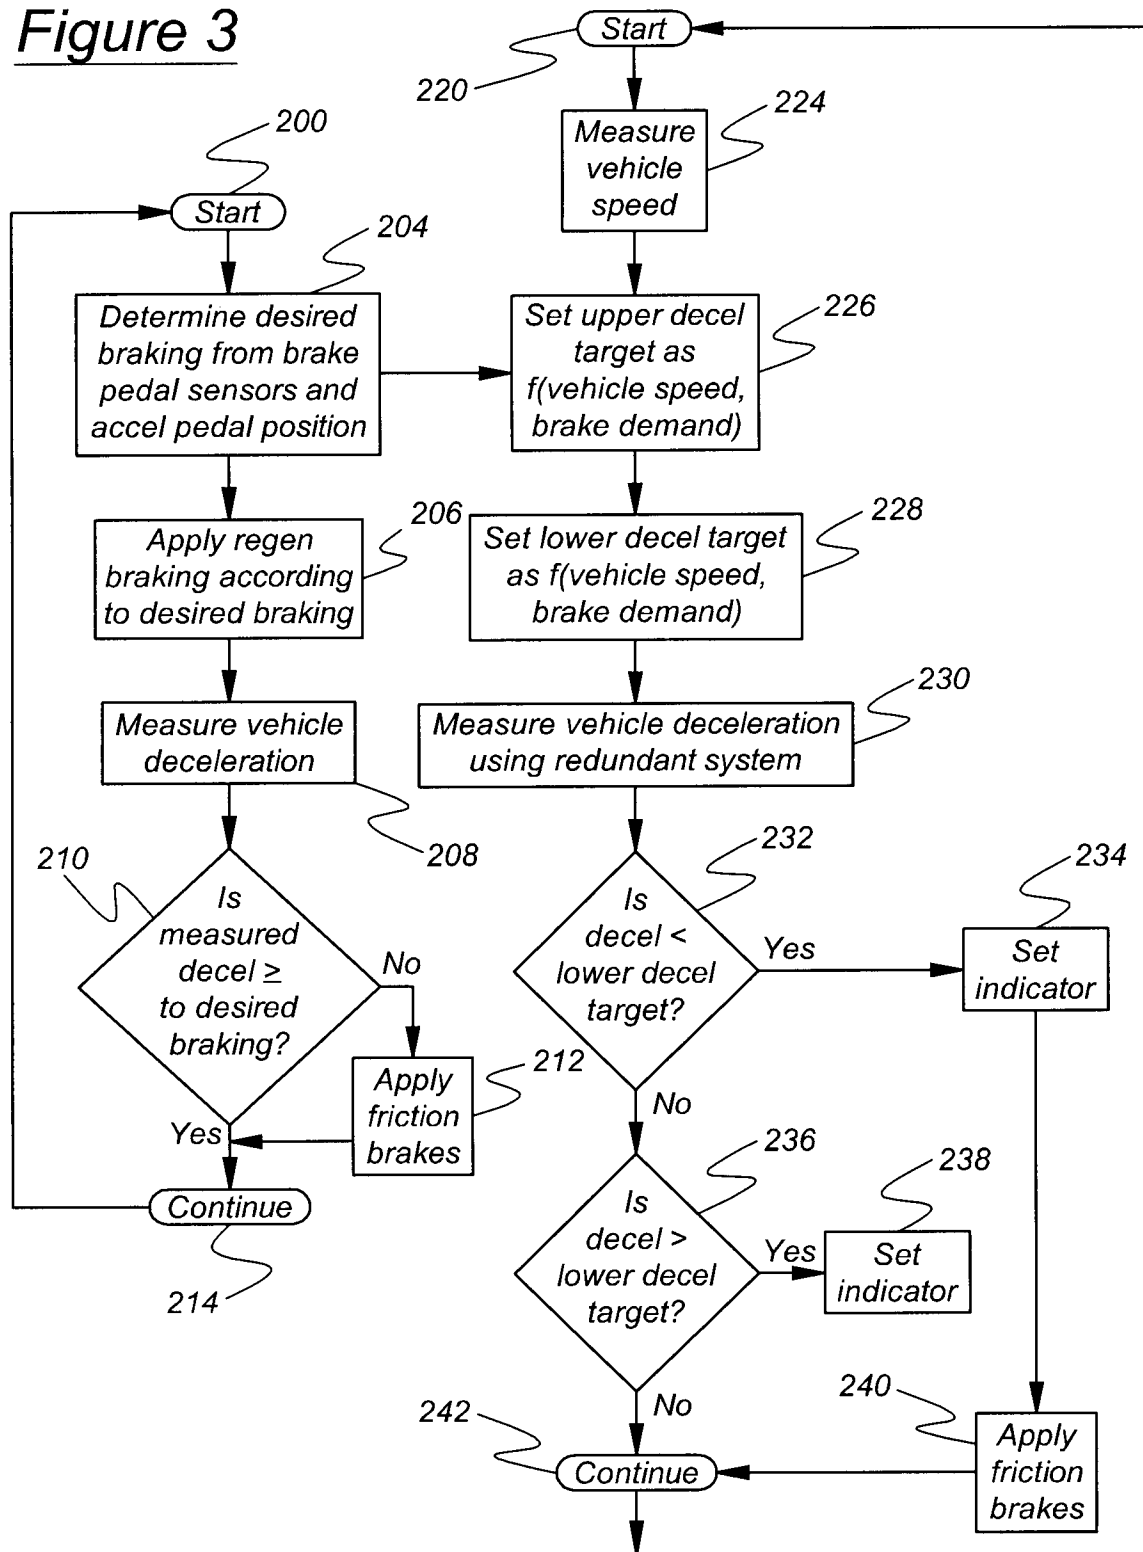 Figure 3
200
Start
204
Determine desired
braking from brake
pedal sensors and
accel pedal position
206
Apply regen
braking according
to desired braking
Measure vehicle
deceleration
208
210
Is
measured
decel ≥
to desired
braking?
No
212
Apply
friction
brakes
Yes
Continue
214
Start
220
224
Measure
vehicle
speed
226
Set upper decel
target as
f(vehicle speed,
brake demand)
228
Set lower decel target
as f(vehicle speed,
brake demand)
230
Measure vehicle deceleration
using redundant system
232
Is
decel <
lower decel
target?
Yes
234
Set
indicator
No
236
Is
decel >
lower decel
target?
Yes
238
Set
indicator
No
240
Apply
friction
brakes
242
Continue